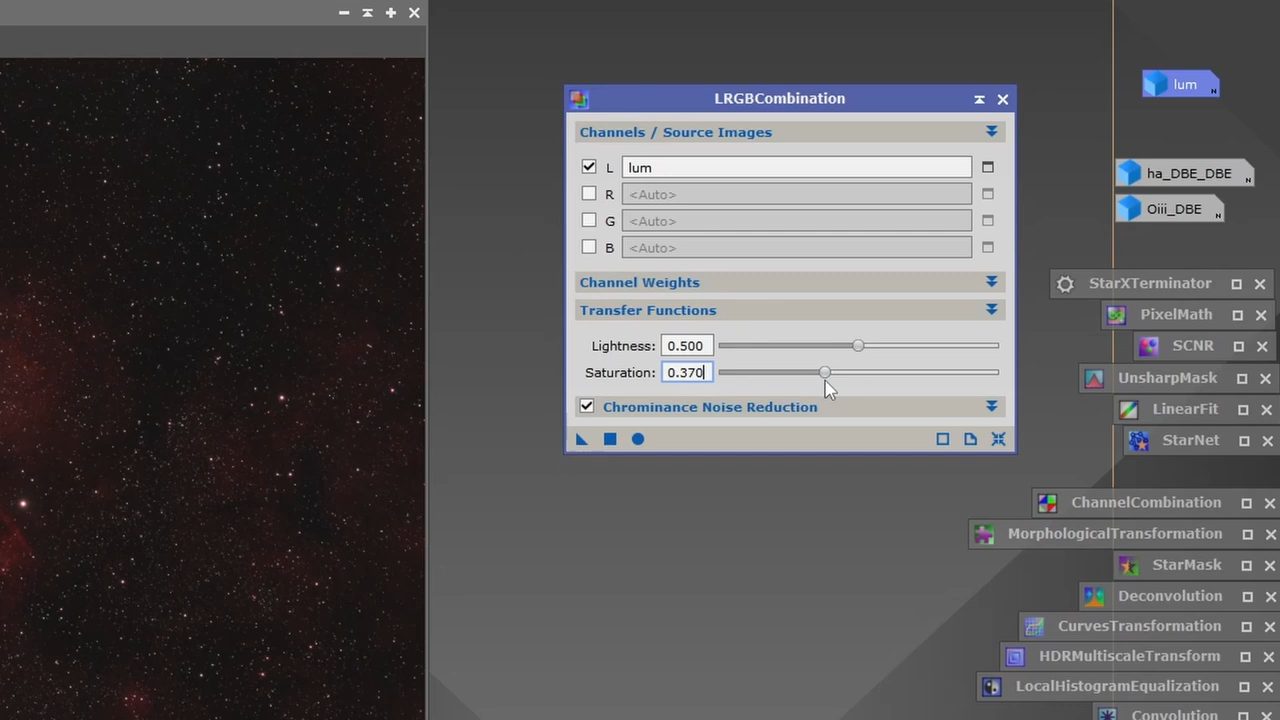 LRGBCombination
Channels / Source Images
L lum
R <Auto>
G <Auto>
B <Auto>
Channel Weights
Transfer Functions
Lightness: 0.500
Saturation: 0.370
Chrominance Noise Reduction
lum
N
ha_DBE_DBE
N
Oiii_DBE
N
StarXTerminator
PixelMath
SCNR
UnsharpMask
LinearFit
StarNet
ChannelCombination
MorphologicalTransformation
StarMask
Deconvolution
CurvesTransformation
HDRMultiscaleTransform
LocalHistogramEqualization
Convolution